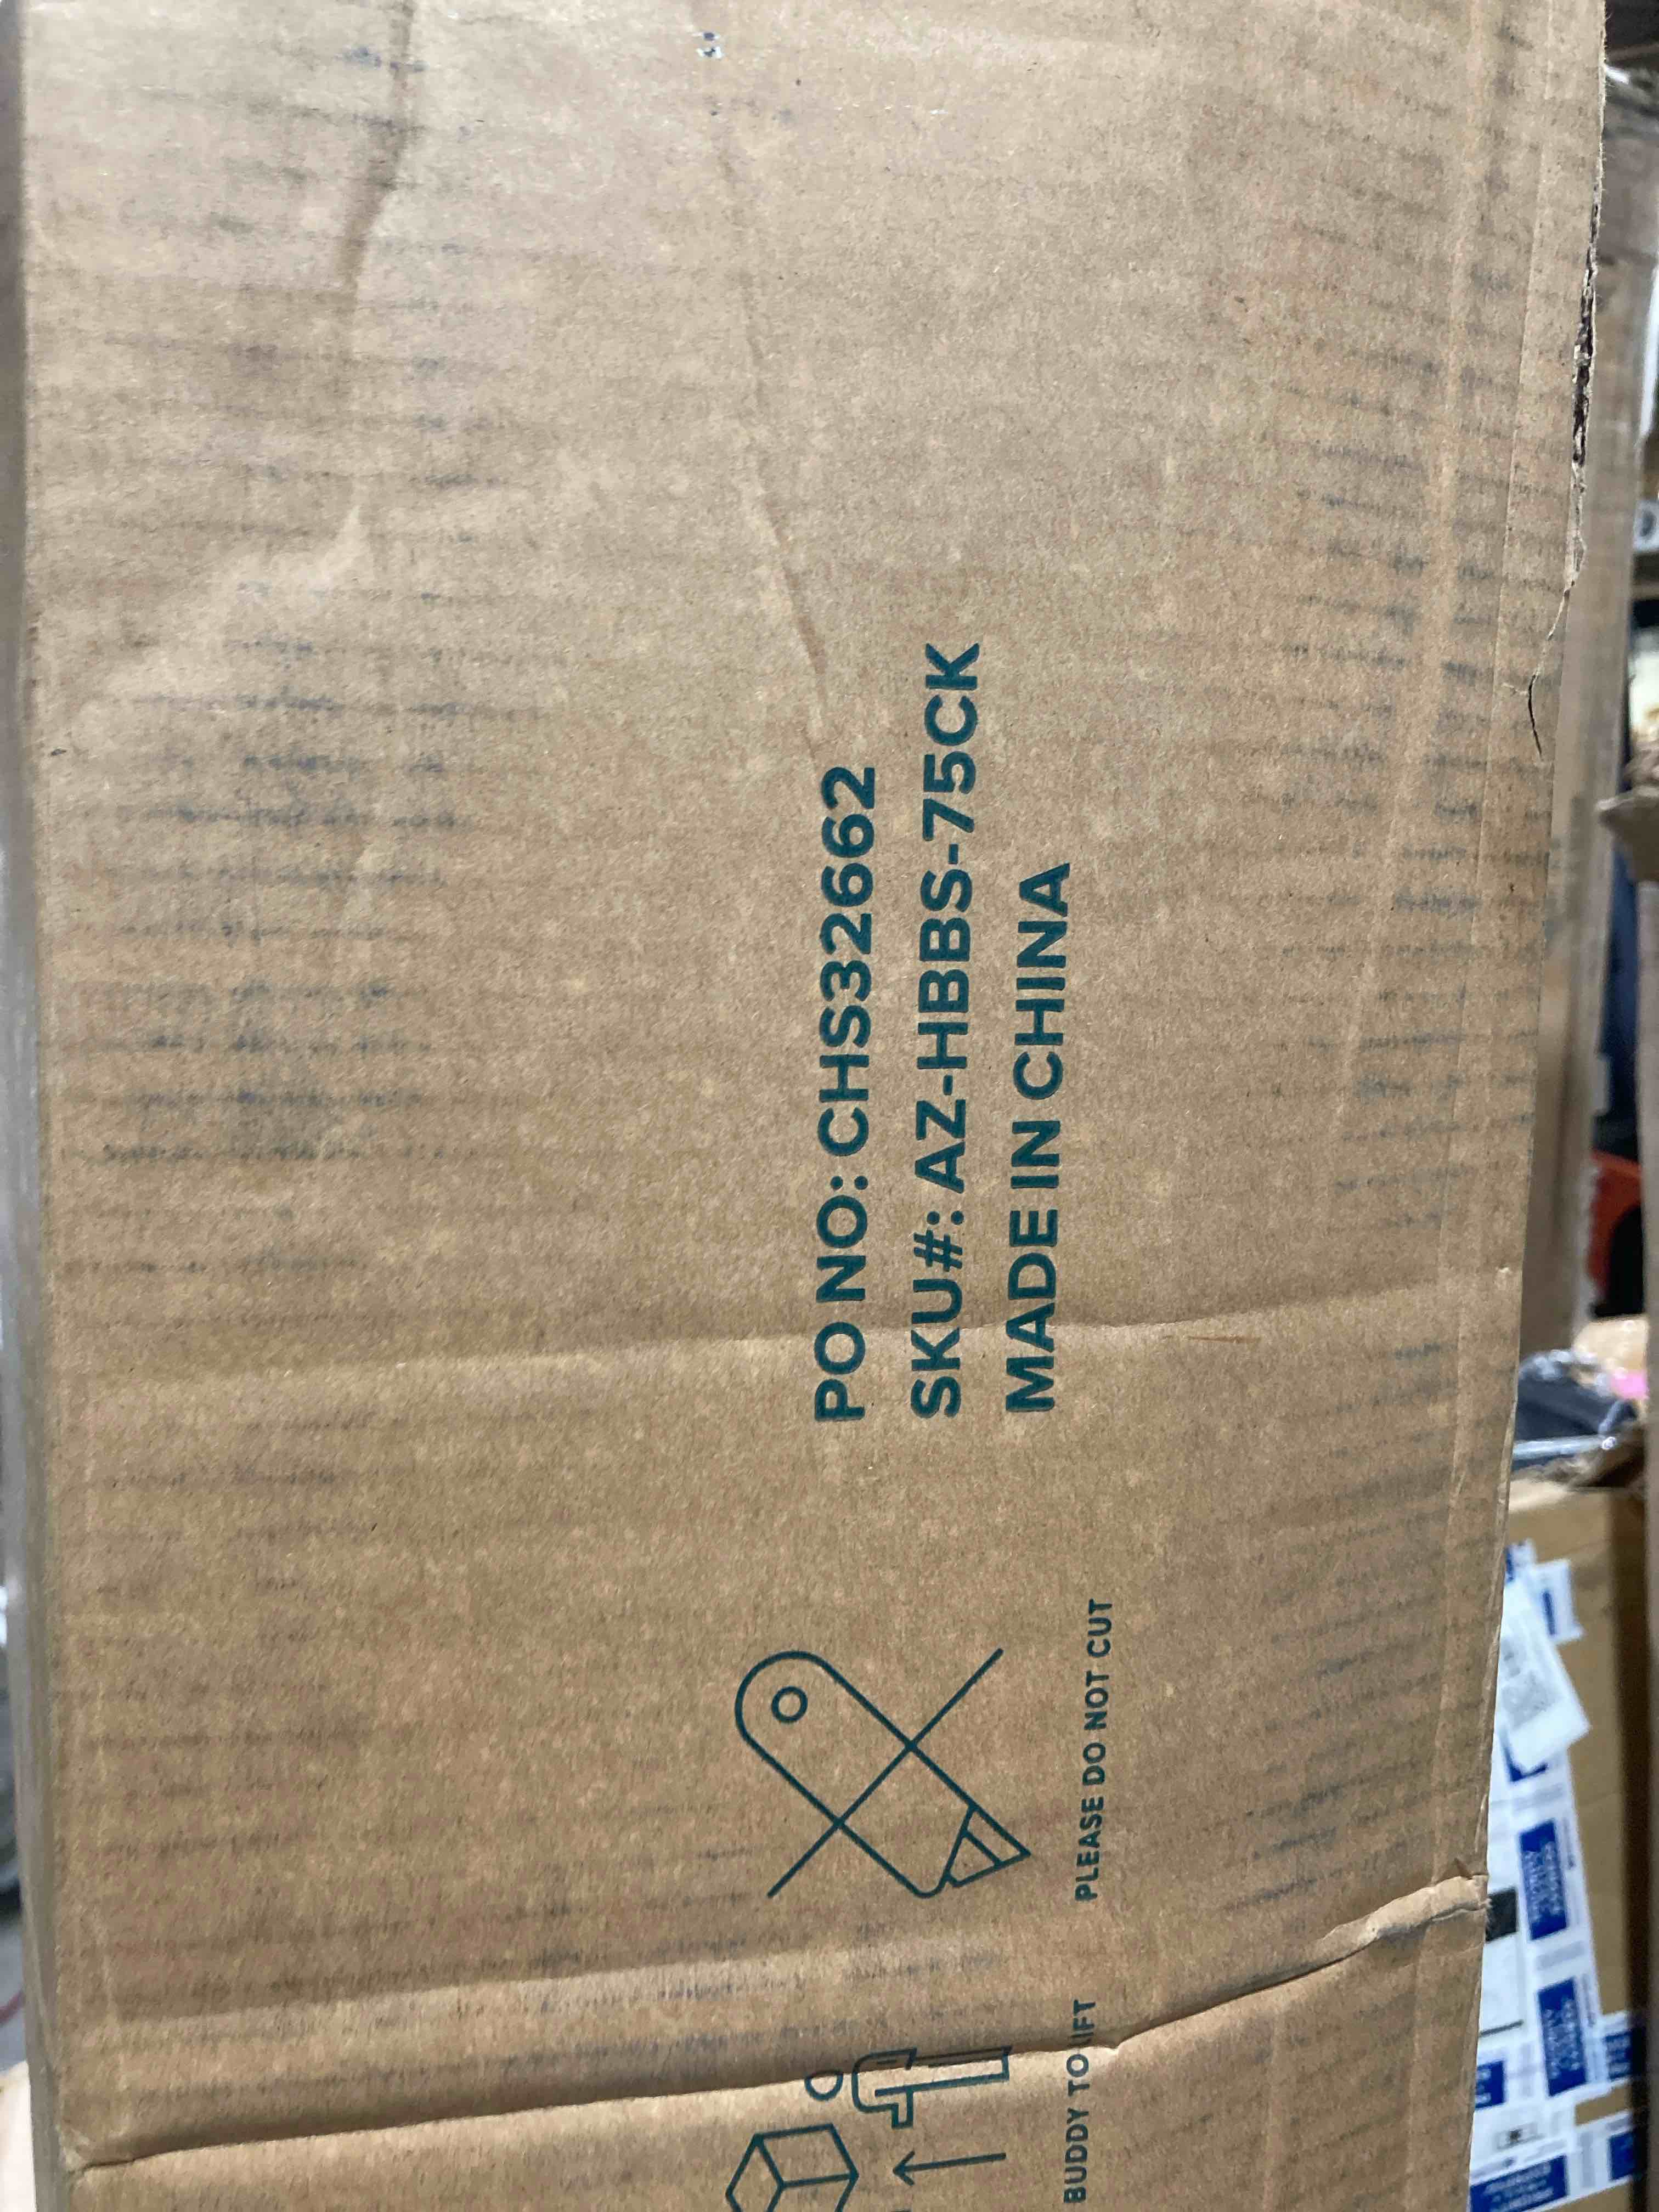 PO NO: CHS32662
SKU#: AZ-HBBS-75CK
MADE IN CHINA
BUDDY TO LIFT
PLEASE DO NOT CUT